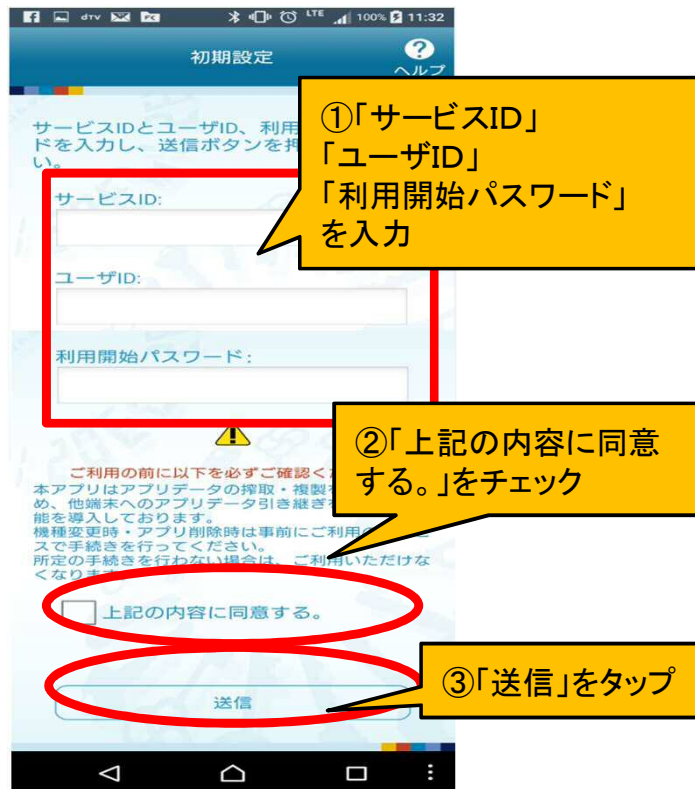 dTV
LTE
100%
11:32
初期設定
?
ヘルプ
サービスIDとユーザID、利用
ドを入力し、送信ボタンを押
い。
①「サービスID」
「ユーザID」
「利用開始パスワード」
を入力
サービスID:
ユーザID:
利用開始パスワード:
②「上記の内容に同意
する。」をチェック
ご利用の前に以下を必ずご確認く
本アプリはアプリデータの搾取・複製
め、他端末へのアプリデータ引き継ぎ
能を導入しております。
機種変更時・アプリ削除時は事前にご利用の
スで手続きを行ってください。
所定の手続きを行わない場合は、ご利用いただけな
くなります
上記の内容に同意する。
③「送信」をタップ
送信